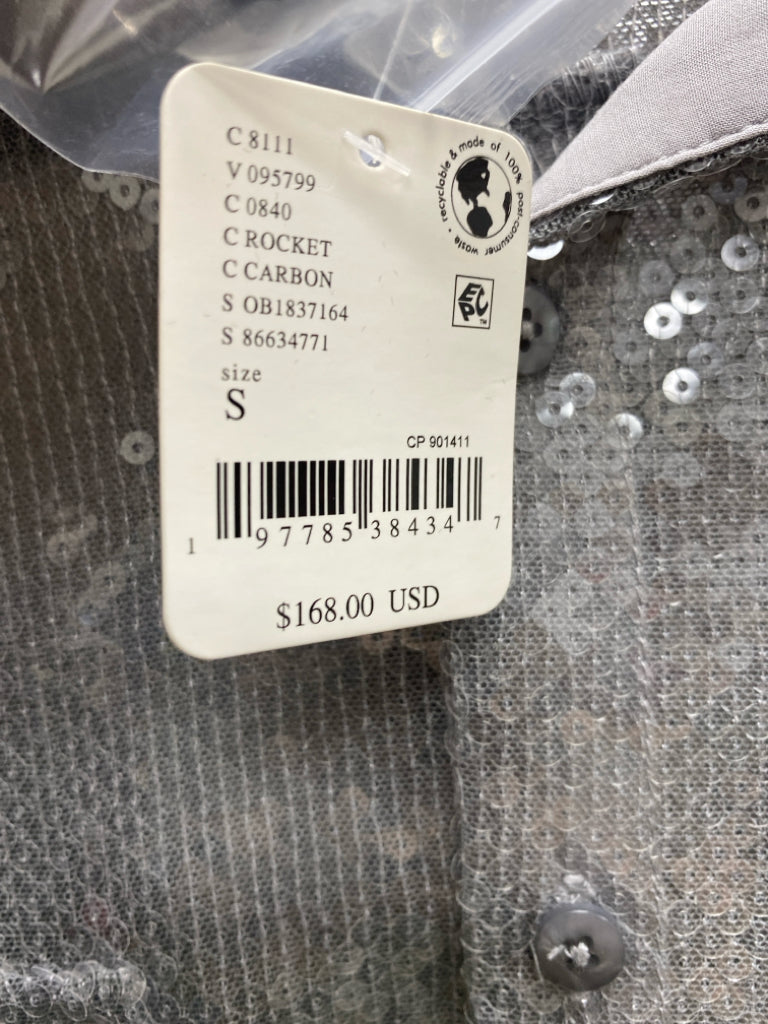 C 8111
V 095799
C 0840
C ROCKET
C CARBON
S OB1837164
S 86634771
size
S
recyclable & made of 100% post-consumer waste •
EPC™
CP 901411
1 97785 38434 7
$168.00 USD